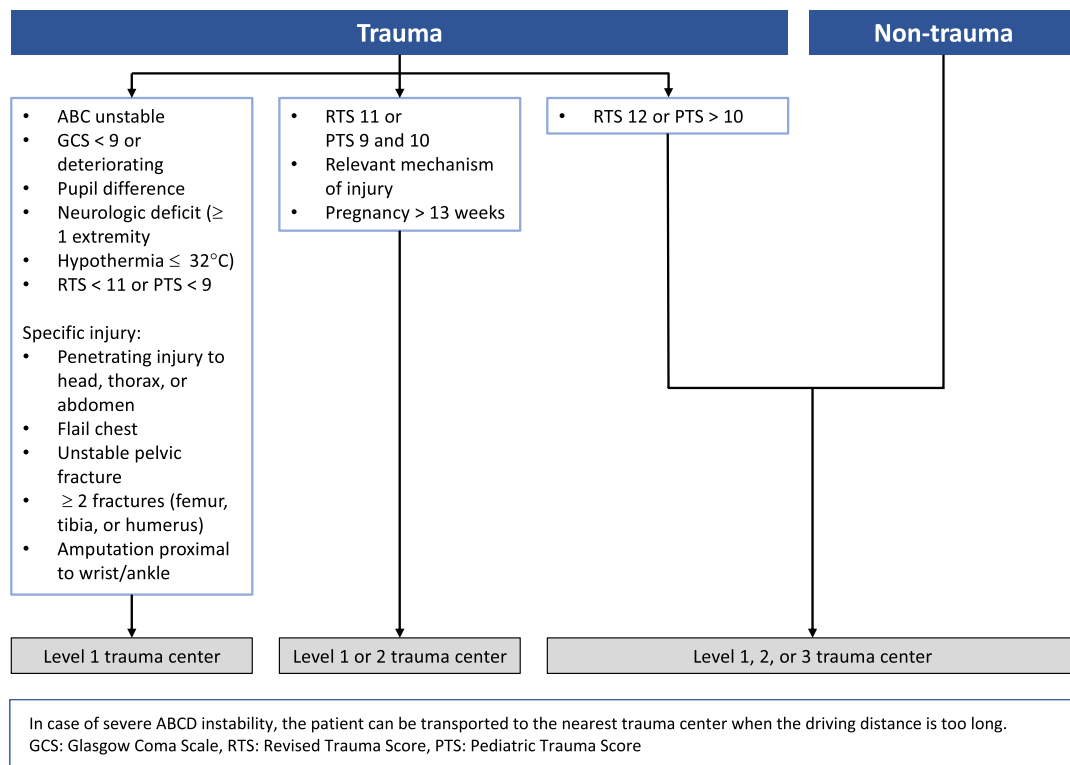 Trauma
Non-trauma
• ABC unstable
• GCS < 9 or
deteriorating
• Pupil difference
• Neurologic deficit (≥
1 extremity
• Hypothermia ≤ 32°C)
• RTS < 11 or PTS < 9
Specific injury:
• Penetrating injury to
head, thorax, or
abdomen
• Flail chest
• Unstable pelvic
fracture
• ≥ 2 fractures (femur,
tibia, or humerus)
• Amputation proximal
to wrist/ankle
• RTS 11 or
PTS 9 and 10
• Relevant mechanism
of injury
• Pregnancy > 13 weeks
• RTS 12 or PTS > 10
Level 1 trauma center
Level 1 or 2 trauma center
Level 1, 2, or 3 trauma center
In case of severe ABCD instability, the patient can be transported to the nearest trauma center when the driving distance is too long.
GCS: Glasgow Coma Scale, RTS: Revised Trauma Score, PTS: Pediatric Trauma Score